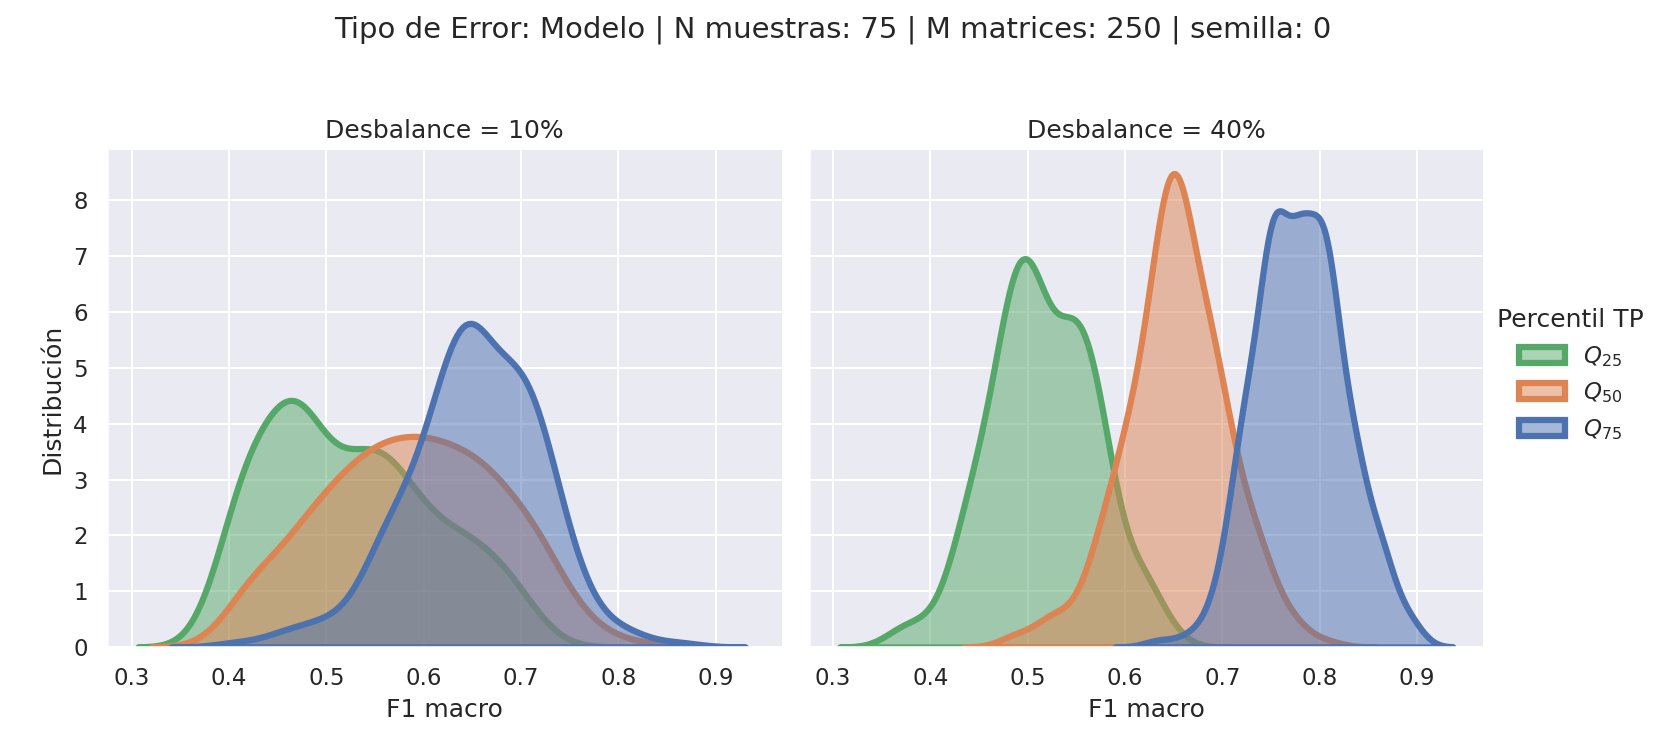 Tipo de Error: Modelo | N muestras: 75 | M matrices: 250 | semilla: 0
Desbalance = 10%
Desbalance = 40%
Distribución
8
7
6
5
4
3
2
1
0
0.3 0.4 0.5 0.6 0.7 0.8 0.9
F1 macro
0.3 0.4 0.5 0.6 0.7 0.8 0.9
F1 macro
Percentil TP
Q25
Q50
Q75